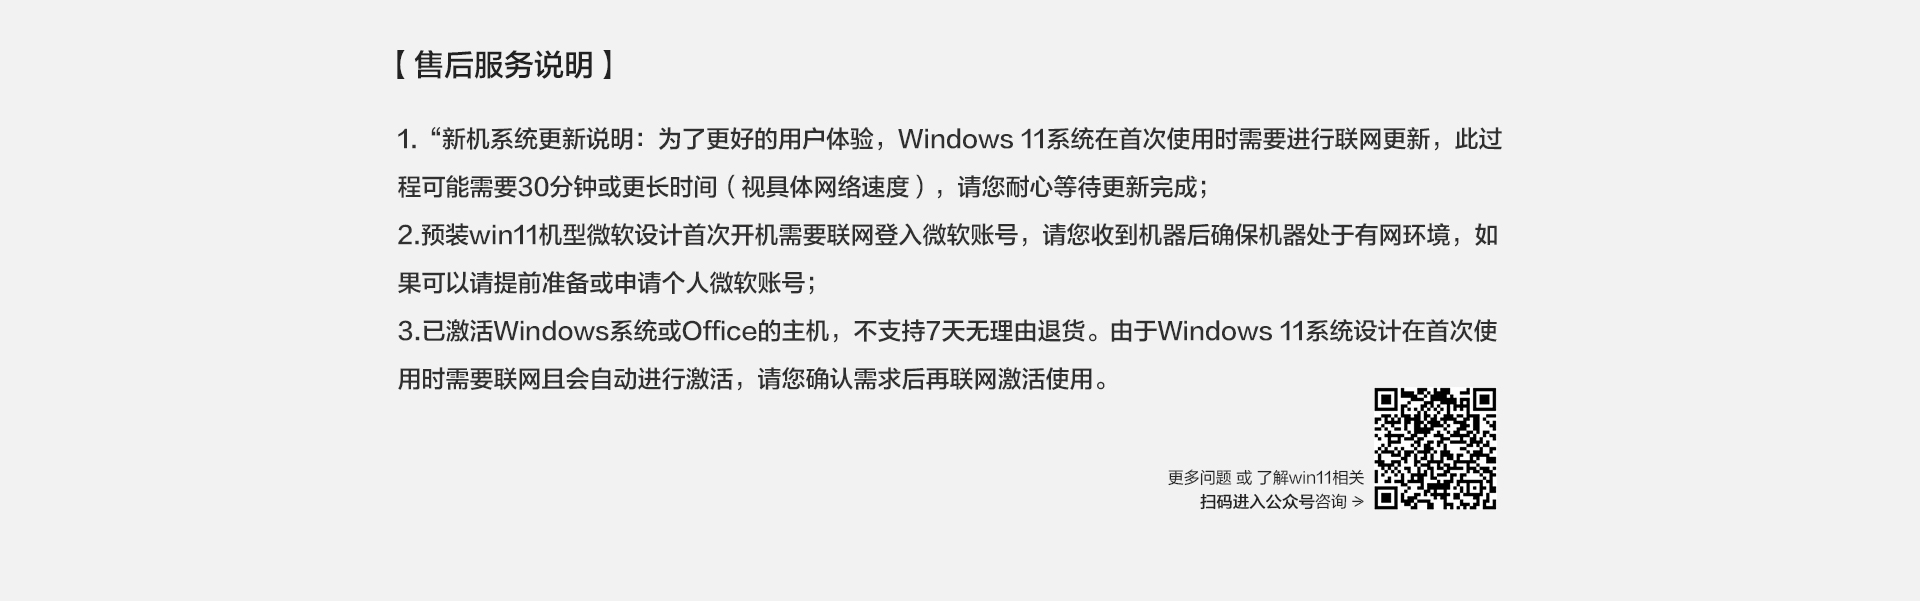 【售后服务说明】
1.“新机系统更新说明：为了更好的用户体验，Windows 11系统在首次使用时需要进行联网更新，此过
程可能需要30分钟或更长时间（视具体网络速度），请您耐心等待更新完成；
2.预装win11机型微软设计首次开机需要联网登入微软账号，请您收到机器后确保机器处于有网环境，如
果可以请提前准备或申请个人微软账号；
3.已激活Windows系统或Office的主机，不支持7天无理由退货。由于Windows 11系统设计在首次使
用时需要联网且会自动进行激活，请您确认需求后再联网激活使用。
更多问题 或 了解win11相关
扫码进入公众号咨询 >